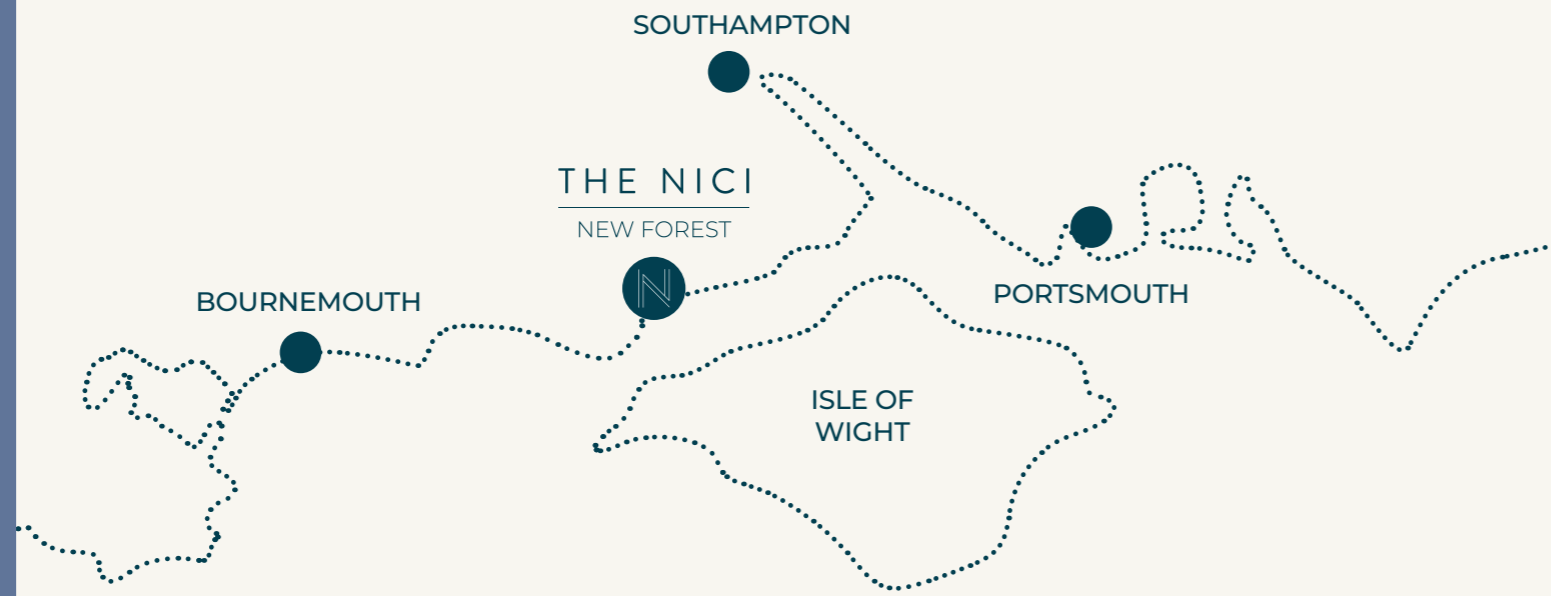 SOUTHAMPTON
THE NICI
NEW FOREST
N
BOURNEMOUTH
PORTSMOUTH
ISLE OF
WIGHT